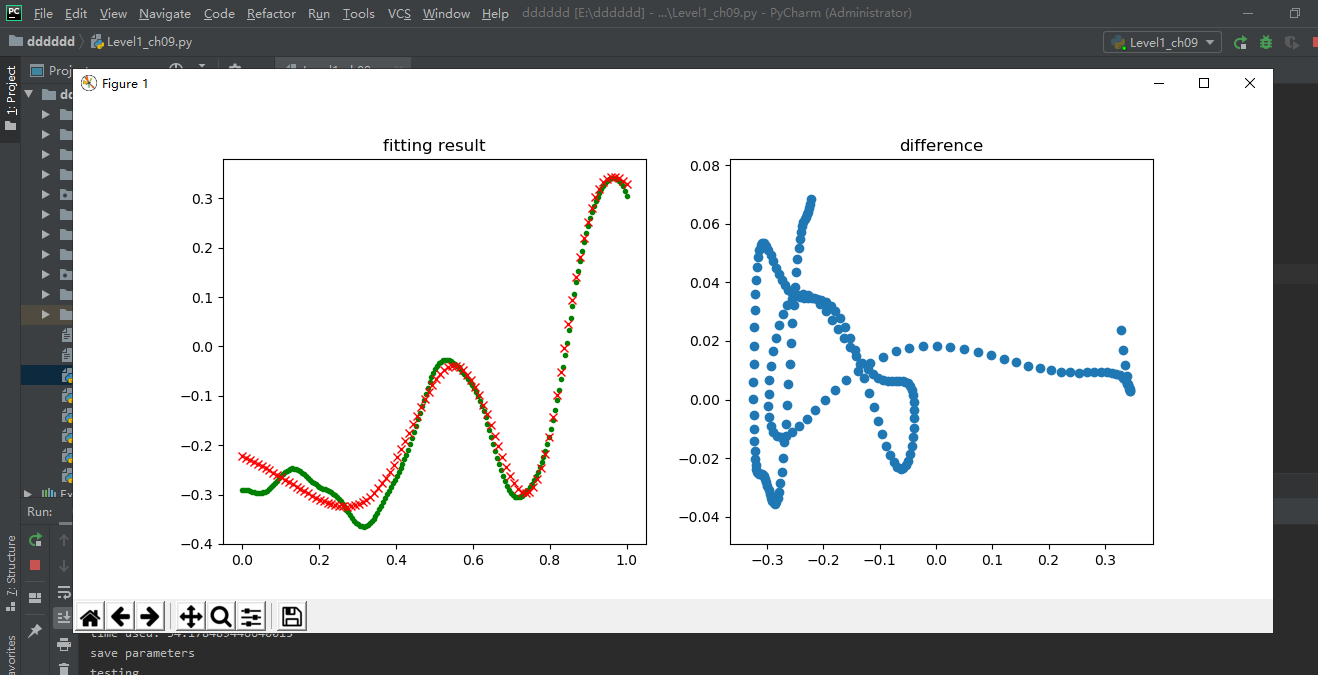 PC File Edit View Navigate Code Refactor Run Tools VCS Window Help dddddd [E:\dddddd] - ...\Level1_ch09.py - PyCharm (Administrator)
dddddd Level1_ch09.py Level1_ch09
1: Project
Figure 1
fitting result
0.3
0.2
0.1
0.0
−0.1
−0.2
−0.3
−0.4
0.0 0.2 0.4 0.6 0.8 1.0
difference
0.08
0.06
0.04
0.02
0.00
−0.02
−0.04
−0.3 −0.2 −0.1 0.0 0.1 0.2 0.3
Run:
7: Structure
save parameters
testing